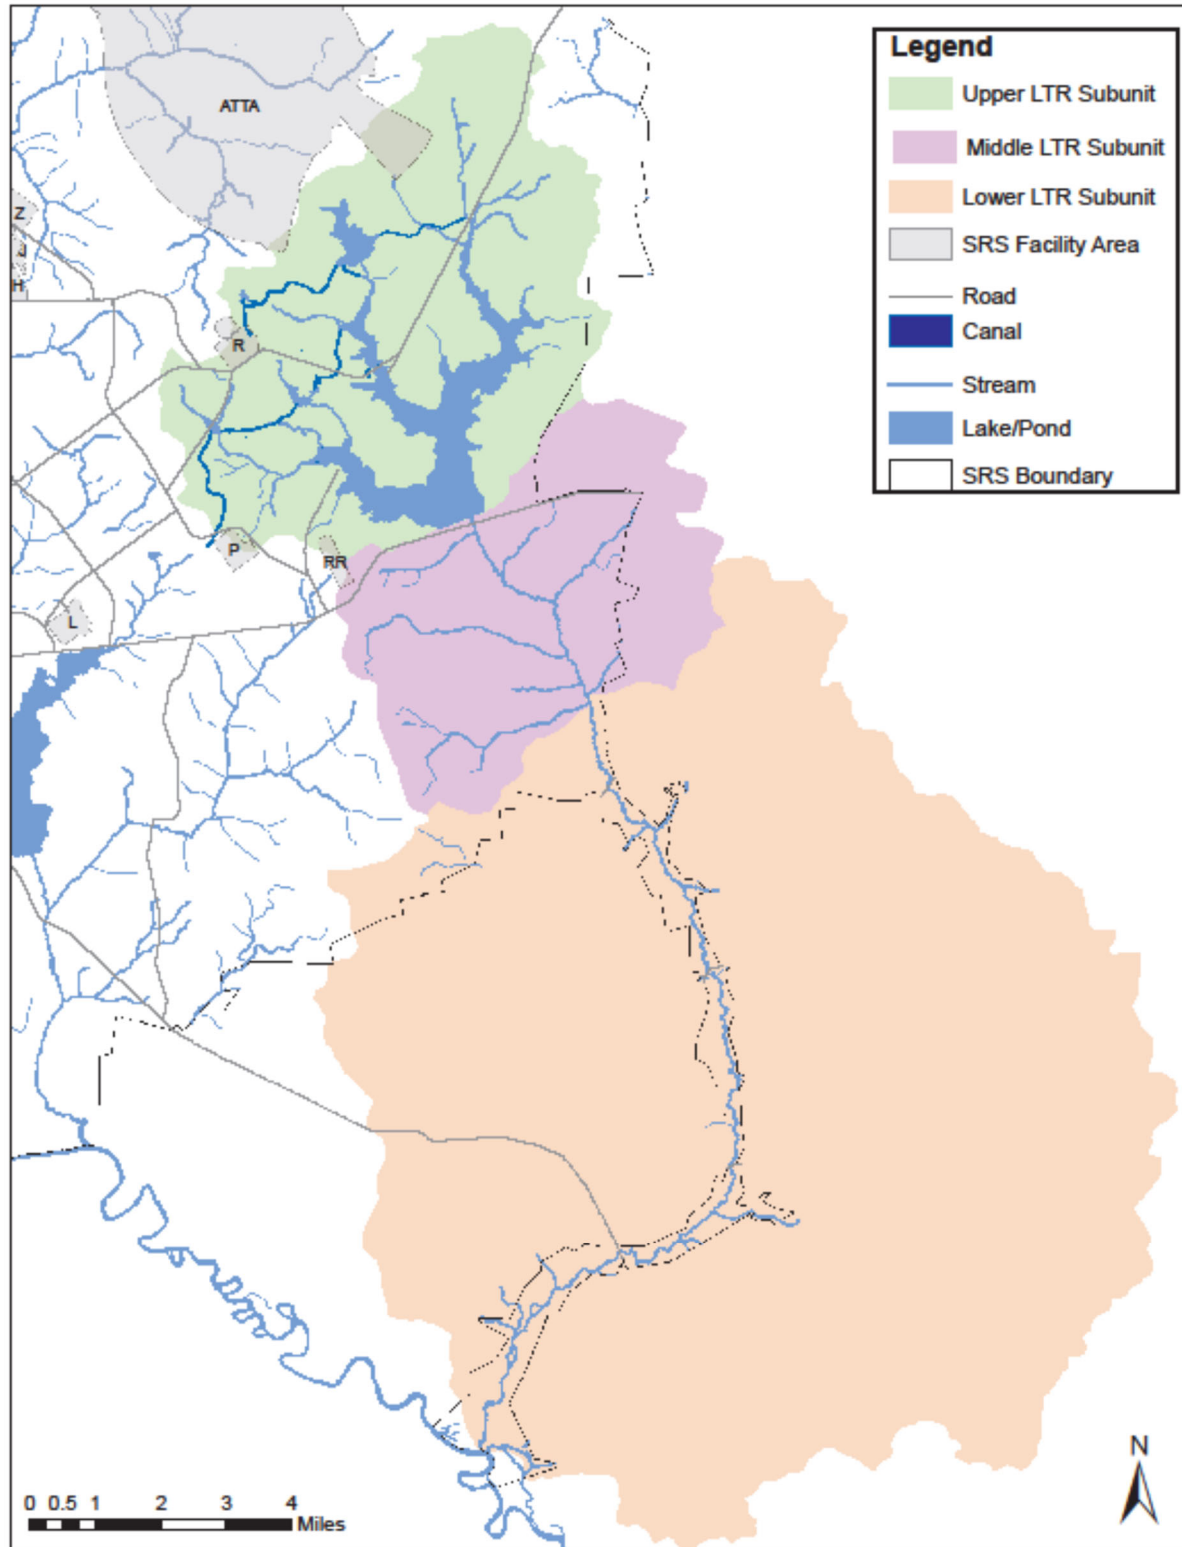 Legend
Upper LTR Subunit
Middle LTR Subunit
Lower LTR Subunit
SRS Facility Area
Road
Canal
Stream
Lake/Pond
SRS Boundary
ATTA
Z
J
H
R
P
RR
L
N
0 0.5 1 2 3 4
Miles